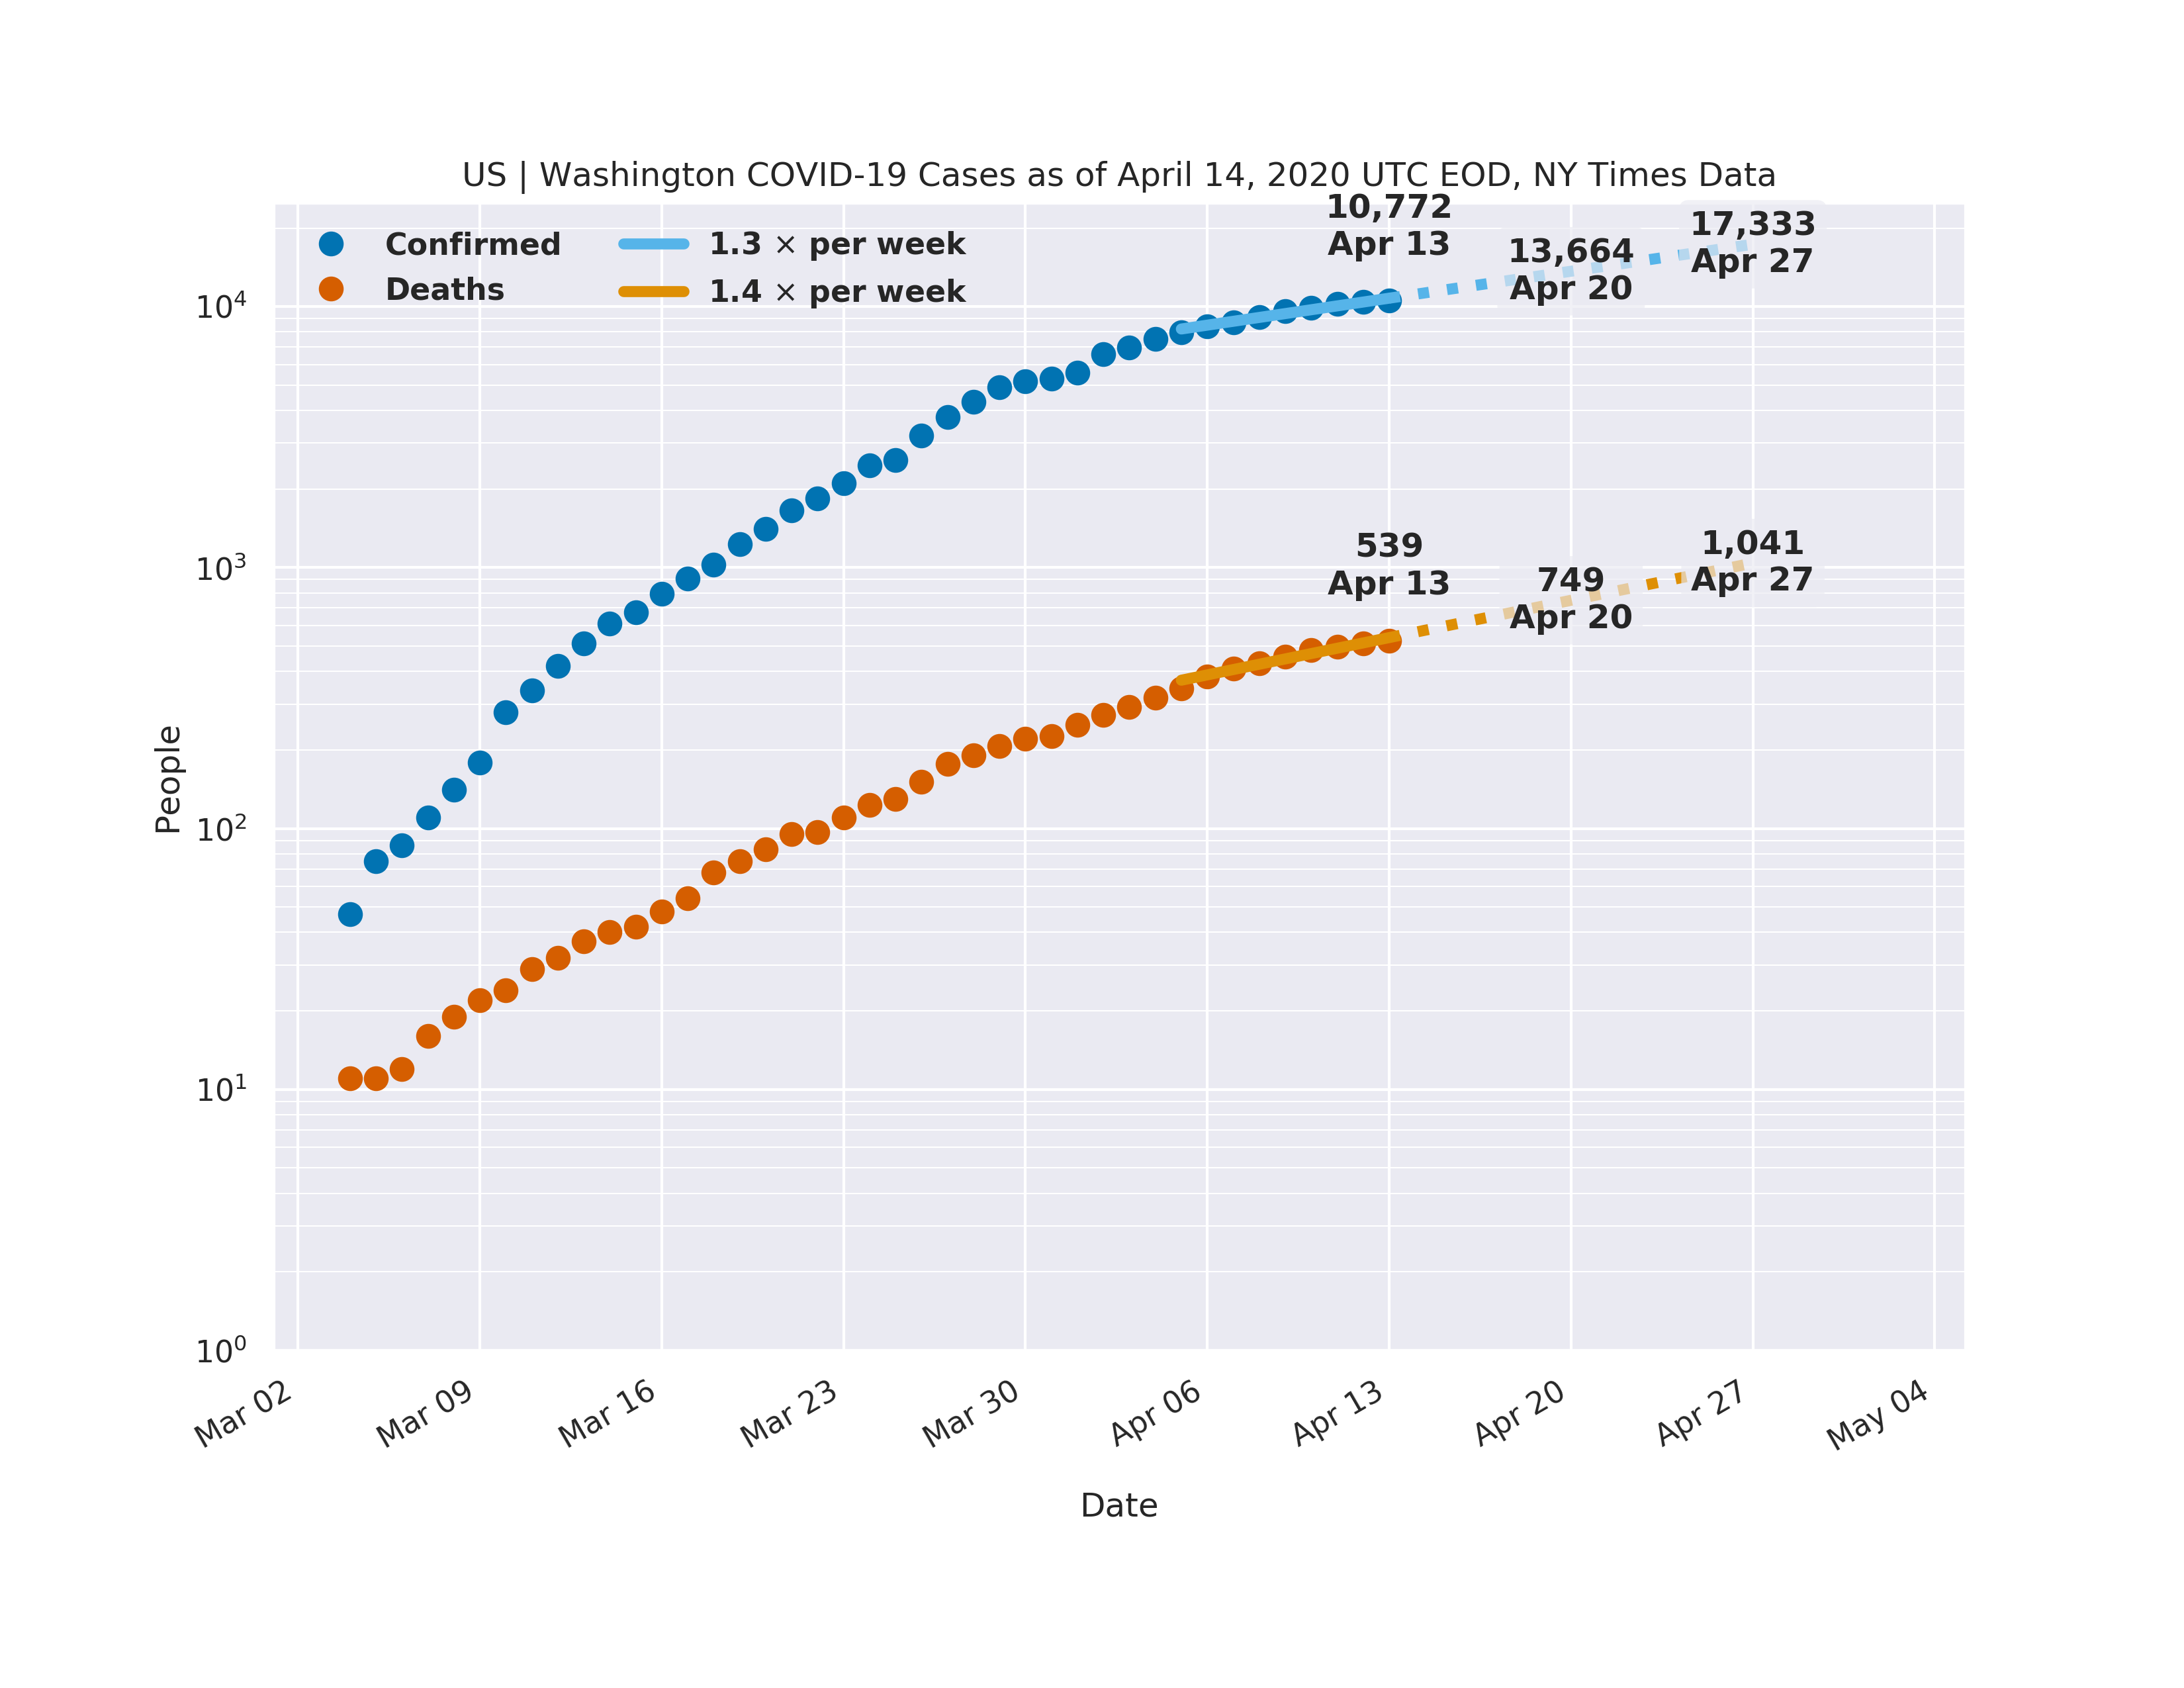 US | Washington COVID-19 Cases as of April 14, 2020 UTC EOD, NY Times Data
Confirmed
Deaths
1.3 × per week
1.4 × per week
10,772
Apr 13
13,664
Apr 20
17,333
Apr 27
539
Apr 13
749
Apr 20
1,041
Apr 27
People
10⁴
10³
10²
10¹
10⁰
Mar 02
Mar 09
Mar 16
Mar 23
Mar 30
Apr 06
Apr 13
Apr 20
Apr 27
May 04
Date